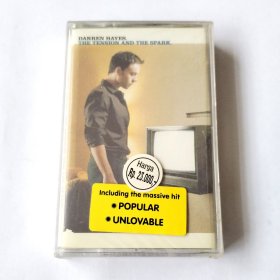 DARREN HAYES
THE TENSION AND THE SPARK
Harga
Rp. 23.000,-
Including the massive hit
• POPULAR
• UNLOVABLE